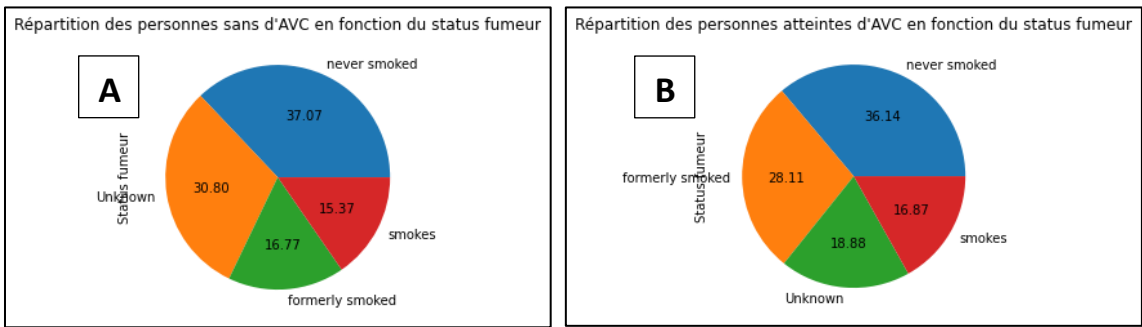 Répartition des personnes sans d'AVC en fonction du status fumeur
A
never smoked
37.07
Status fumeur
Unknown
30.80
15.37
smokes
16.77
formerly smoked
Répartition des personnes atteintes d'AVC en fonction du status fumeur
B
never smoked
36.14
Status fumeur
formerly smoked
28.11
16.87
smokes
18.88
Unknown